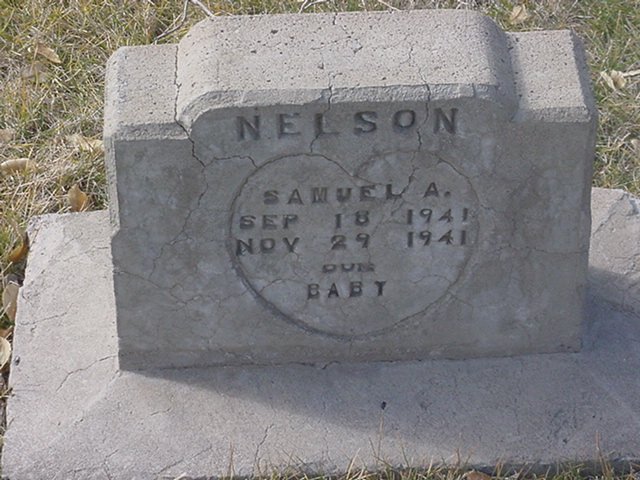 NELSON
SAMUEL A.
SEP 18 1941
NOV 29 1941
OUR
BABY